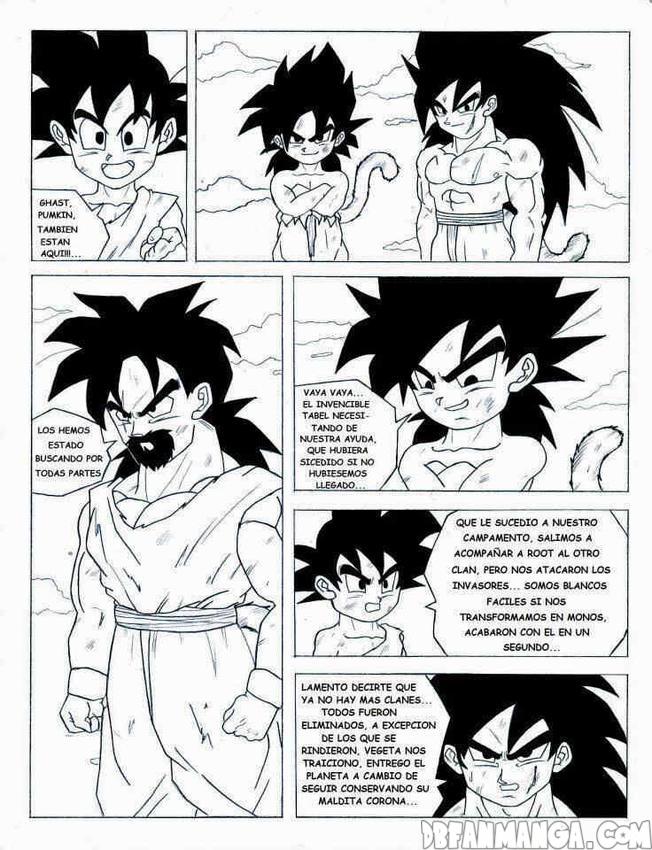 GHAST,
PUMKIN,
TAMBIEN
ESTAN
AQUI!!!...
LOS HEMOS
ESTADO
BUSCANDO POR
TODAS PARTES
VAYA VAYA...
EL INVENCIBLE
TABEL NECESI-
TANDO DE
NUESTRA AYUDA,
QUE HUBIERA
SICEDIDO SI NO
HUBIESEMOS
LLEGADO...
QUE LE SUCEDIO A NUESTRO
CAMPAMENTO, SALIMOS A
ACOMPAÑAR A ROOT AL OTRO
CLAN, PERO NOS ATACARON LOS
INVASORES... SOMOS BLANCOS
FACILES SI NOS
TRANSFORMAMOS EN MONOS,
ACABARON CON EL EN UN
SEGUNDO...
LAMENTO DECIRTE QUE
YA NO HAY MAS CLANES...
TODOS FUERON
ELIMINADOS, A EXCEPCION
DE LOS QUE SE
RINDIERON, VEGETA NOS
TRAICIONO, ENTREGO EL
PLANETA A CAMBIO DE
SEGUIR CONSERVANDO SU
MALDITA CORONA...
DBFANMANGA.COM